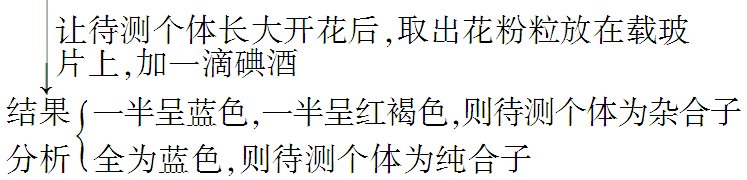 让待测个体长大开花后,取出花粉粒放在载玻
片上,加一滴碘酒
结果 一半呈蓝色,一半呈红褐色,则待测个体为杂合子
分析 全为蓝色,则待测个体为纯合子